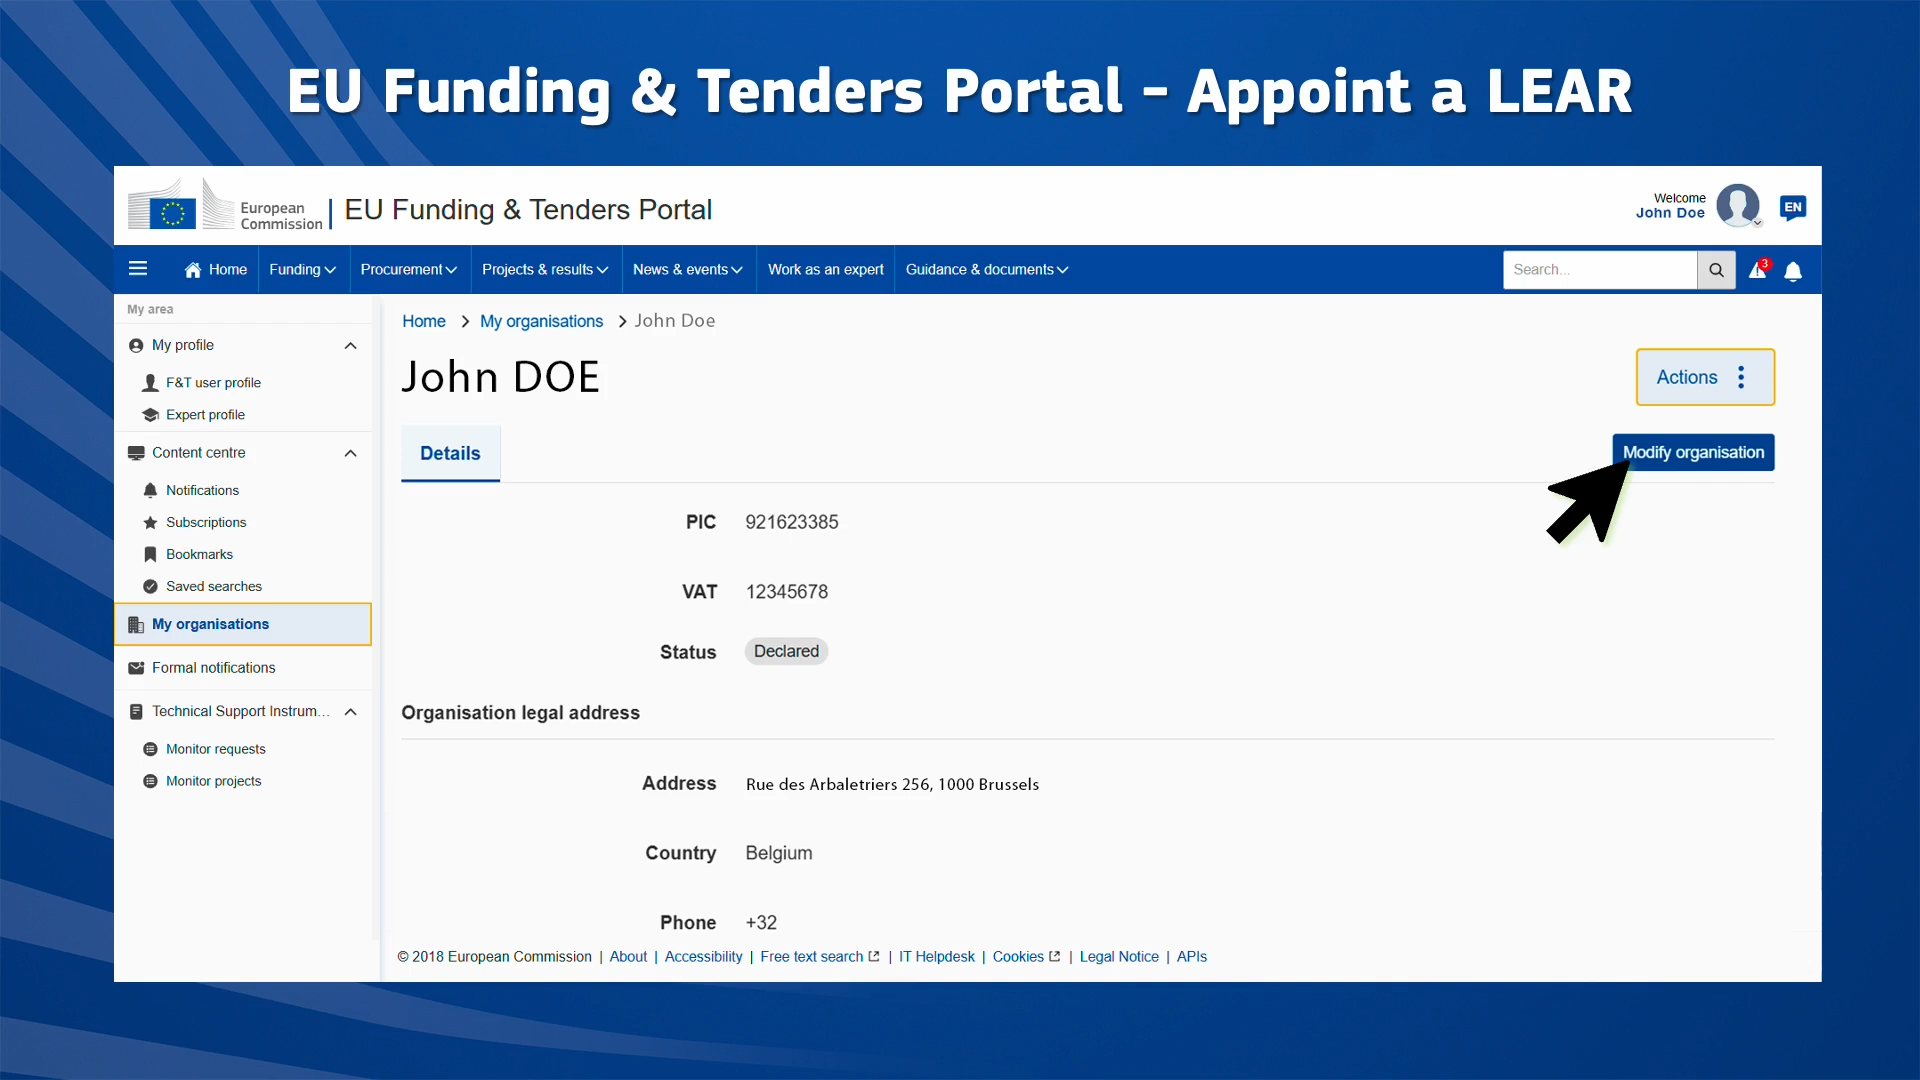 EU Funding & Tenders Portal – Appoint a LEAR
European
Commission
EU Funding & Tenders Portal
Welcome
John Doe
EN
Home
Funding
Procurement
Projects & results
News & events
Work as an expert
Guidance & documents
Search...
3
My area
My profile
F&T user profile
Expert profile
Content centre
Notifications
Subscriptions
Bookmarks
Saved searches
My organisations
Formal notifications
Technical Support Instrum...
Monitor requests
Monitor projects
Home > My organisations > John Doe
John DOE
Actions
Modify organisation
Details
PIC 921623385
VAT 12345678
Status Declared
Organisation legal address
Address Rue des Arbaletriers 256, 1000 Brussels
Country Belgium
Phone +32
© 2018 European Commission | About | Accessibility | Free text search | IT Helpdesk | Cookies | Legal Notice | APIs